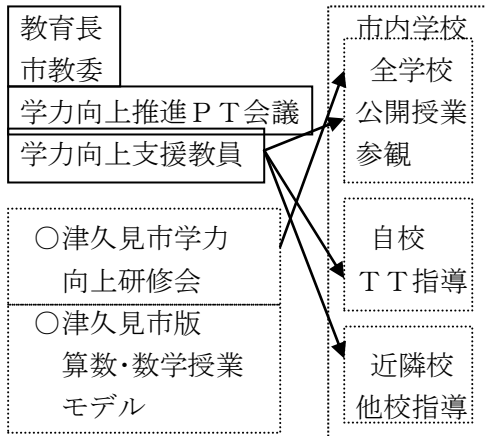 教育長
市教委
学力向上推進ＰＴ会議
学力向上支援教員
○津久見市学力
向上研修会
○津久見市版
算数・数学授業
モデル
市内学校
全学校
公開授業
参観
自校
ＴＴ指導
近隣校
他校指導